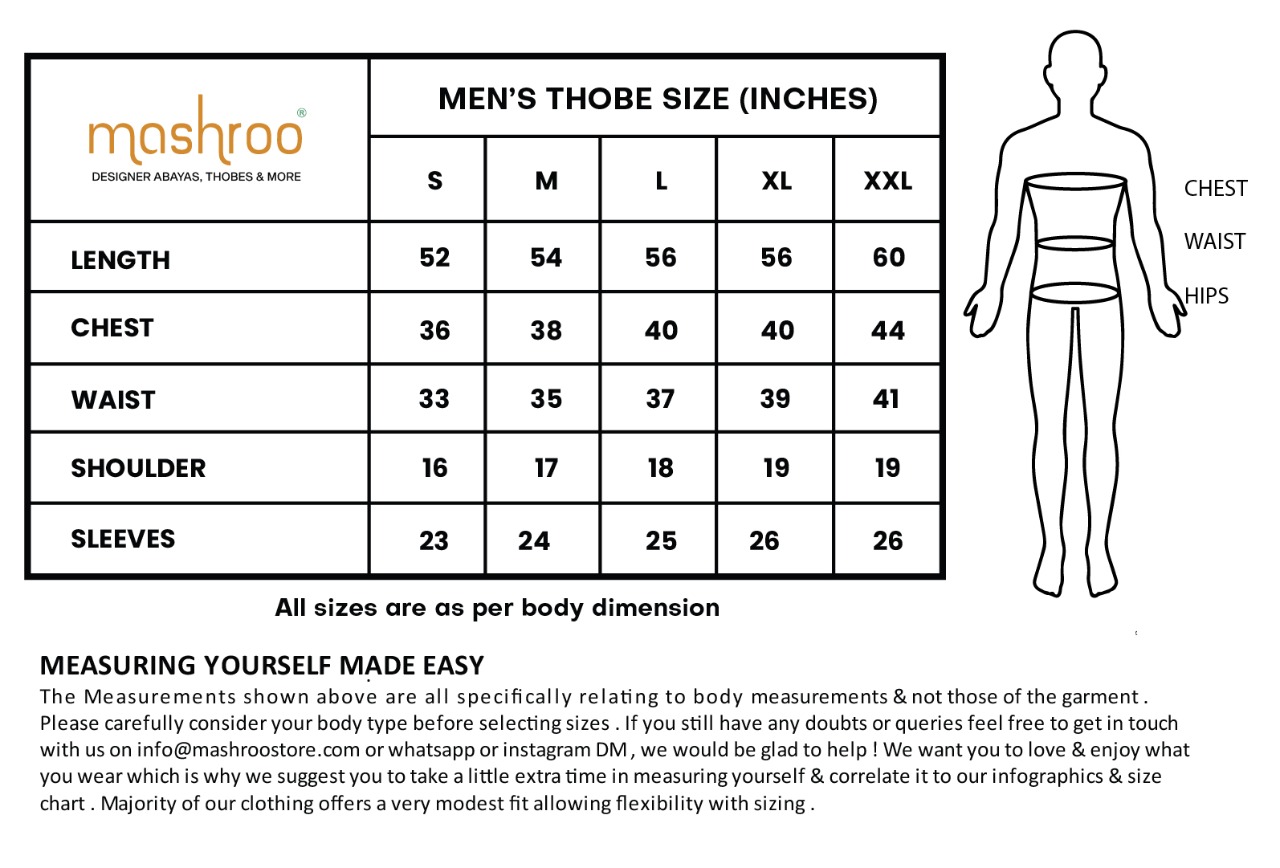 mashroo®
DESIGNER ABAYAS, THOBES & MORE
MEN'S THOBE SIZE (INCHES)
S M L XL XXL
LENGTH 52 54 56 56 60
CHEST 36 38 40 40 44
WAIST 33 35 37 39 41
SHOULDER 16 17 18 19 19
SLEEVES 23 24 25 26 26
All sizes are as per body dimension
CHEST
WAIST
HIPS
MEASURING YOURSELF MADE EASY
The Measurements shown above are all specifically relating to body measurements & not those of the garment .
Please carefully consider your body type before selecting sizes . If you still have any doubts or queries feel free to get in touch
with us on info@mashroostore.com or whatsapp or instagram DM , we would be glad to help ! We want you to love & enjoy what
you wear which is why we suggest you to take a little extra time in measuring yourself & correlate it to our infographics & size
chart . Majority of our clothing offers a very modest fit allowing flexibility with sizing .